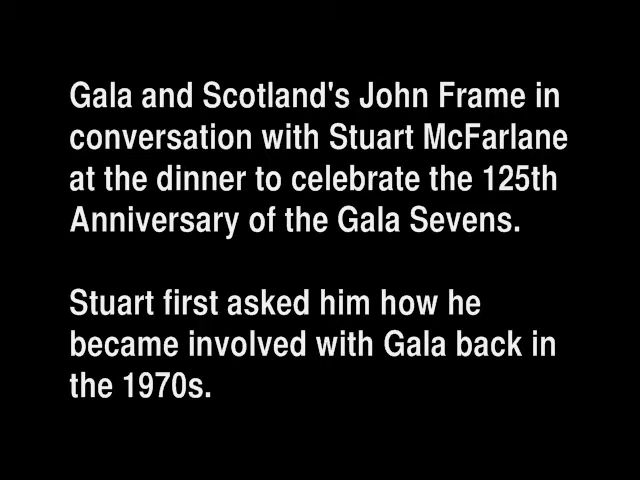 Gala and Scotland's John Frame in
conversation with Stuart McFarlane
at the dinner to celebrate the 125th
Anniversary of the Gala Sevens.
Stuart first asked him how he
became involved with Gala back in
the 1970s.